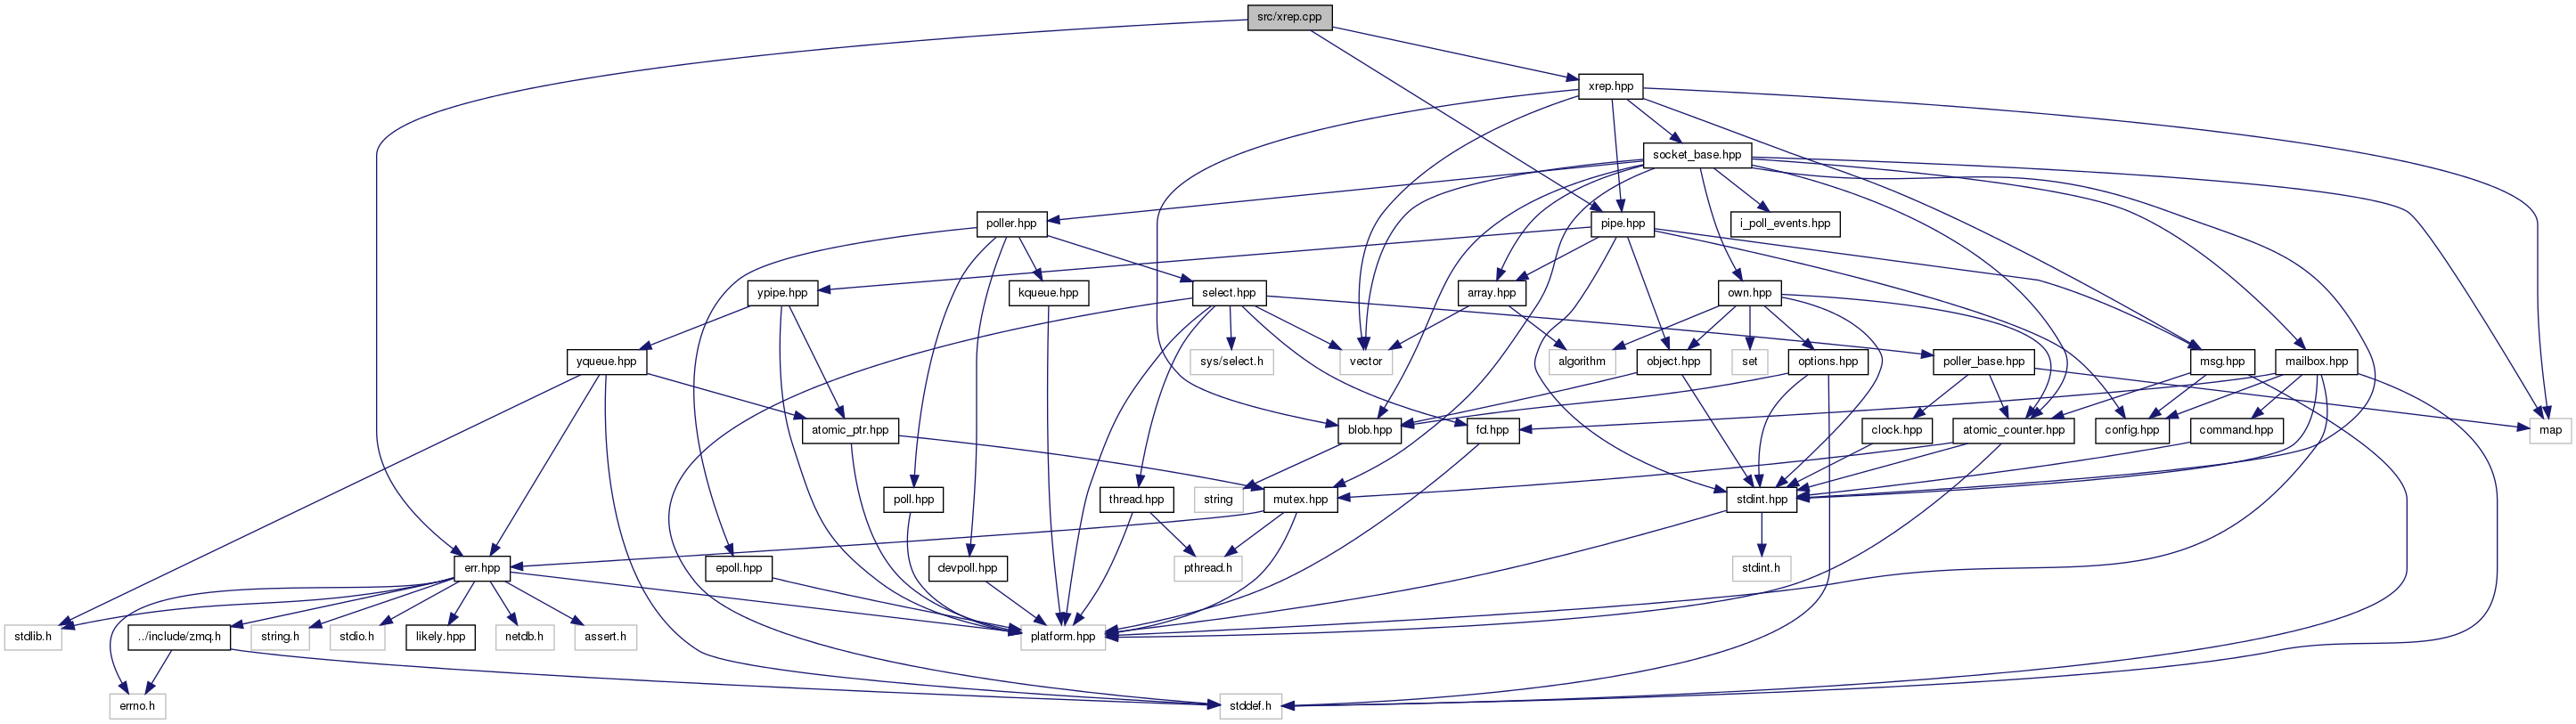 src/xrep.cpp
xrep.hpp
socket_base.hpp
poller.hpp
pipe.hpp
i_poll_events.hpp
ypipe.hpp
kqueue.hpp
select.hpp
array.hpp
own.hpp
yqueue.hpp
sys/select.h
vector
algorithm
object.hpp
set
options.hpp
poller_base.hpp
msg.hpp
mailbox.hpp
atomic_ptr.hpp
blob.hpp
fd.hpp
clock.hpp
atomic_counter.hpp
config.hpp
command.hpp
map
poll.hpp
thread.hpp
string
mutex.hpp
stdint.hpp
err.hpp
epoll.hpp
devpoll.hpp
pthread.h
stdint.h
stdlib.h
../include/zmq.h
string.h
stdio.h
likely.hpp
netdb.h
assert.h
platform.hpp
errno.h
stddef.h